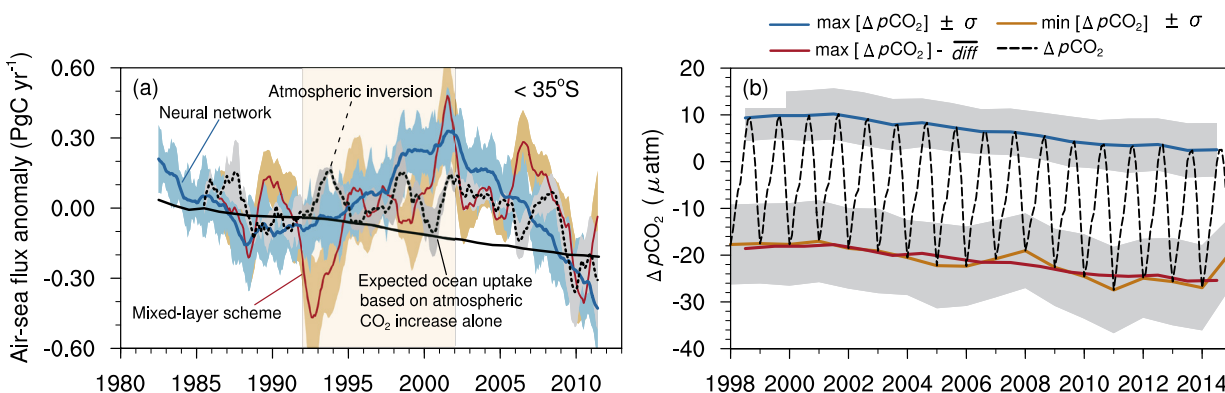 max [Δ pCO₂] ± σ
min [Δ pCO₂] ± σ
max [Δ pCO₂] - diff
Δ pCO₂
Air-sea flux anomaly (PgC yr⁻¹)
0.60
0.30
0.00
-0.30
-0.60
(a)
< 35°S
Atmospheric inversion
Neural network
Expected ocean uptake
based on atmospheric
CO₂ increase alone
Mixed-layer scheme
1980 1985 1990 1995 2000 2005 2010
Δ pCO₂ (μatm)
20
10
0
-10
-20
-30
-40
(b)
1998 2000 2002 2004 2006 2008 2010 2012 2014